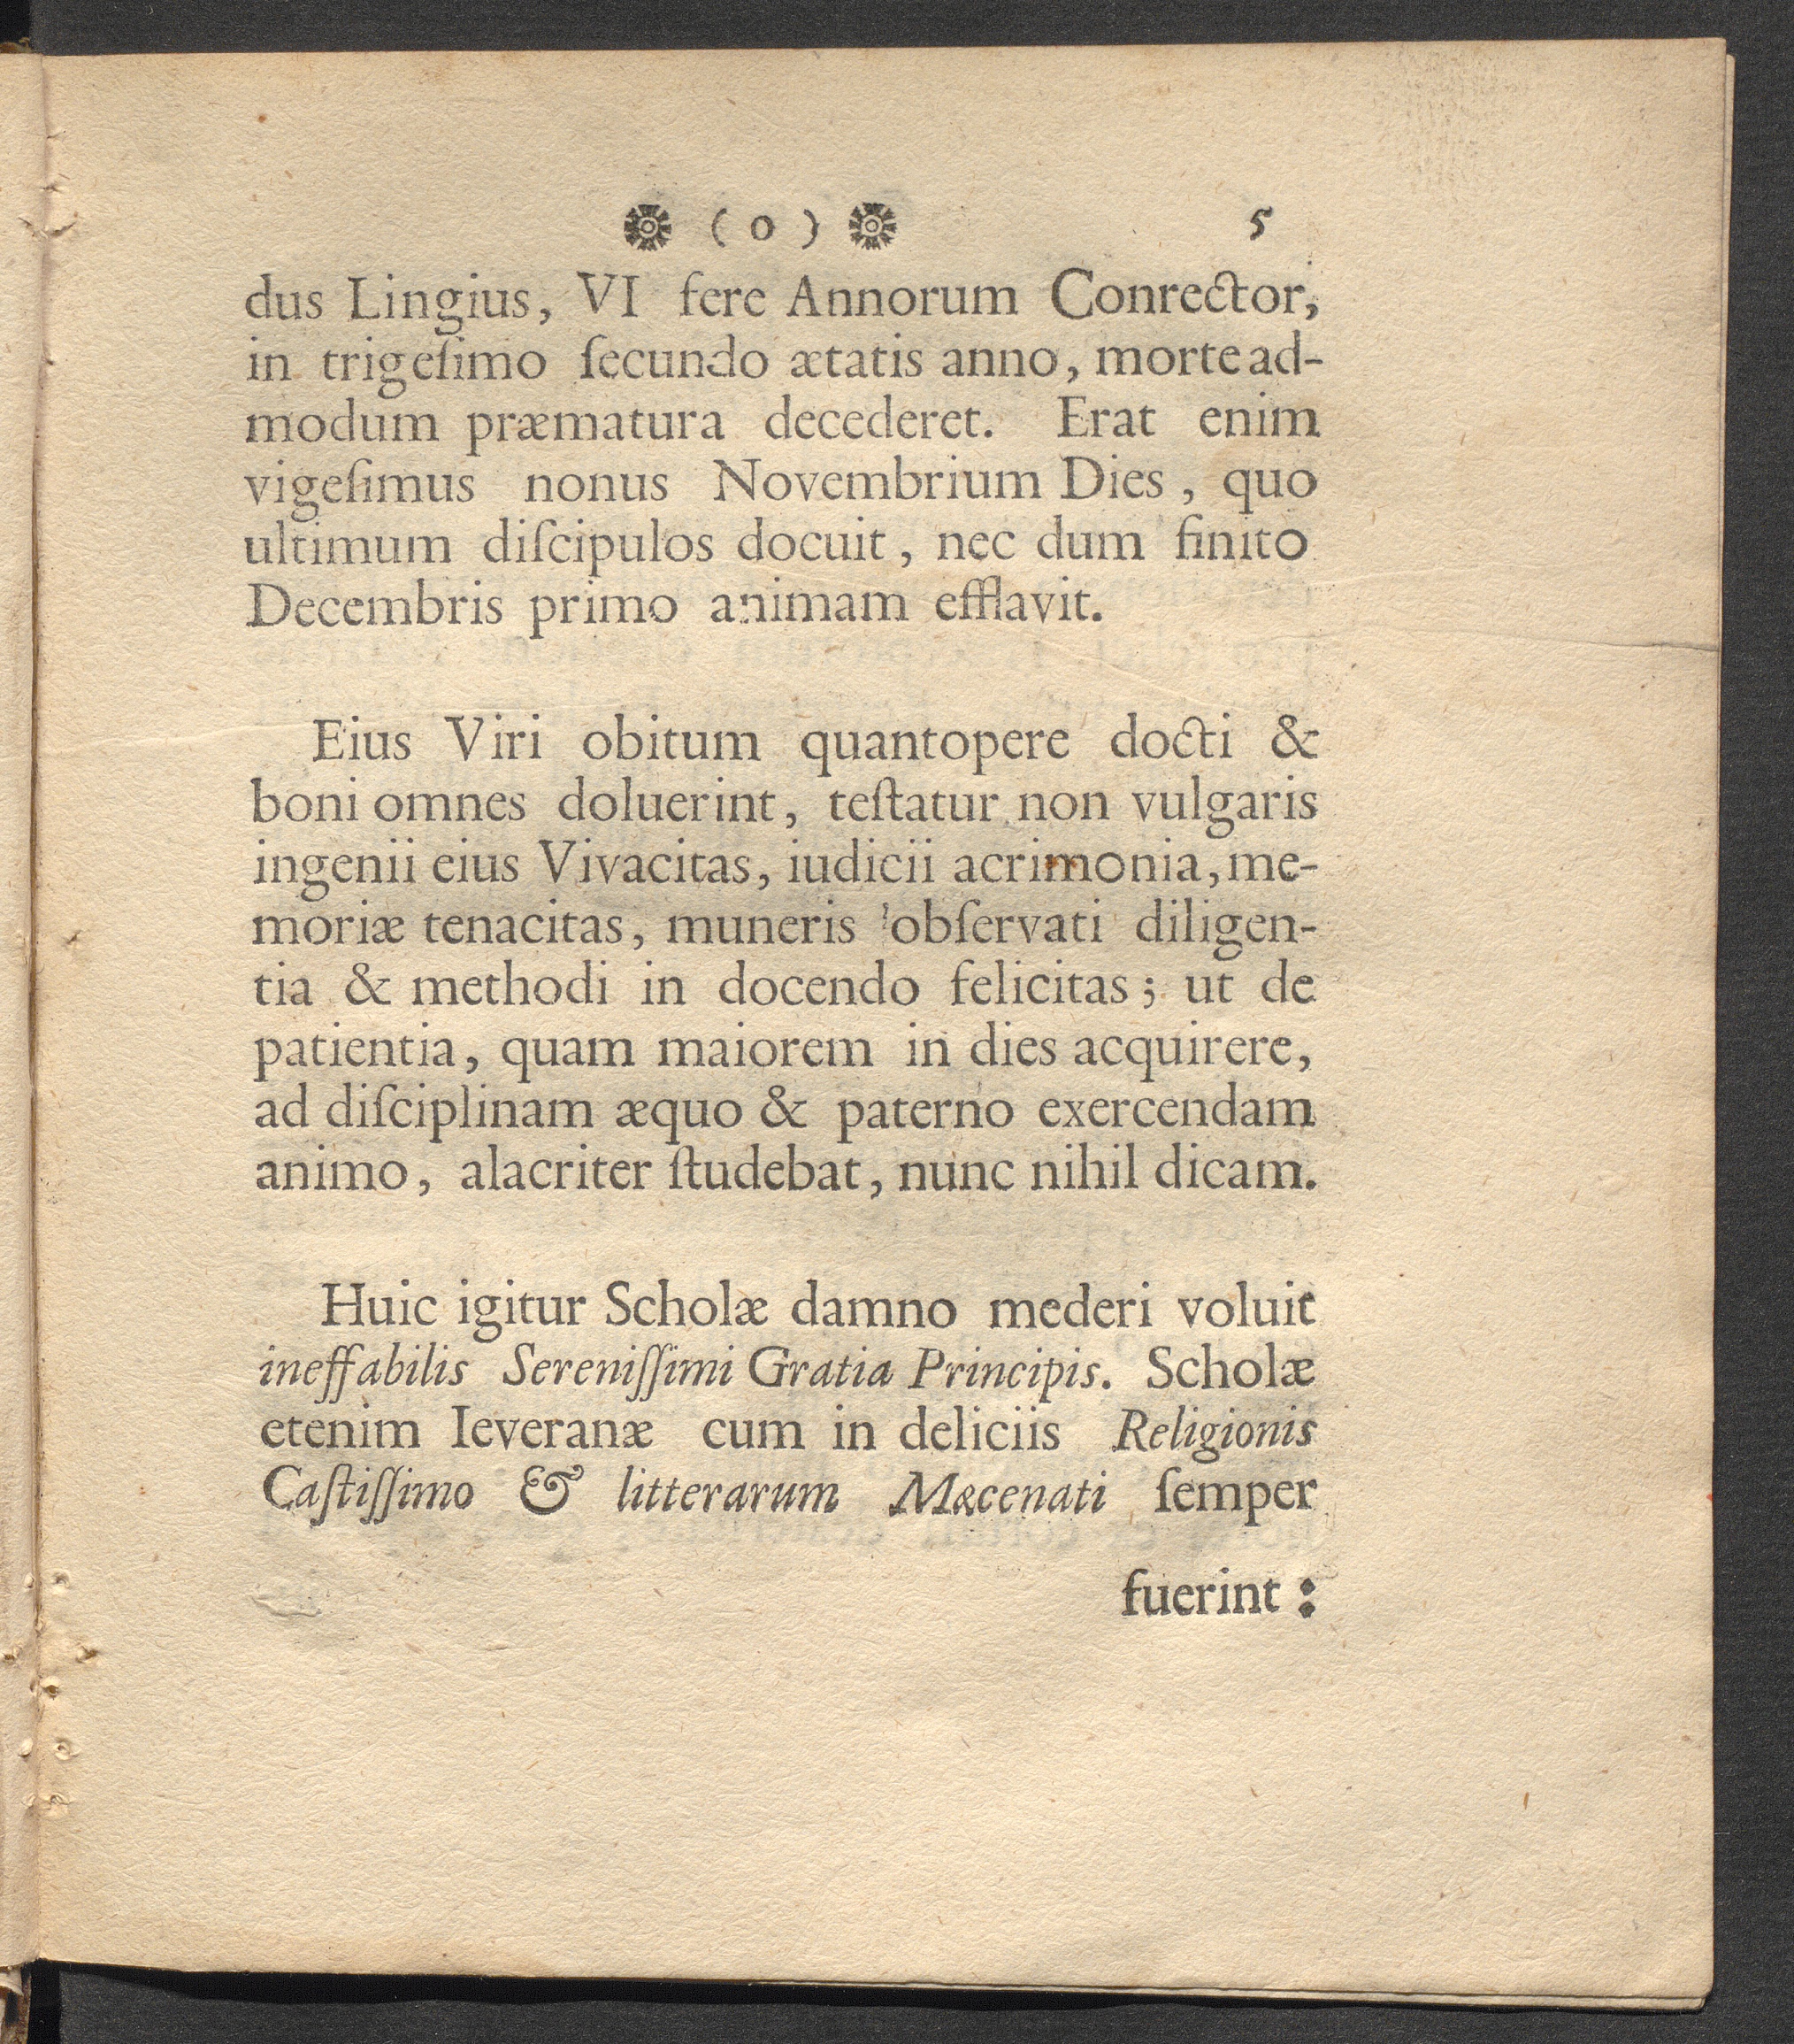 ( 0 ) 5
dus Lingius, VI fere Annorum Conrector,
in trigeſimo ſecundo ætatis anno, morte ad-
modum præmatura decederet. Erat enim
vigeſimus nonus Novembrium Dies, quo
ultimum diſcipulos docuit, nec dum finito
Decembris primo animam efflavit.
Eius Viri obitum quantopere docti &
boni omnes doluerint, teſtatur non vulgaris
ingenii eius Vivacitas, iudicii acrimonia, me-
moriæ tenacitas, muneris obſervati diligen-
tia & methodi in docendo felicitas; ut de
patientia, quam maiorem in dies acquirere,
ad diſciplinam æquo & paterno exercendam
animo, alacriter ſtudebat, nunc nihil dicam.
Huic igitur Scholæ damno mederi voluit
ineffabilis Sereniſſimi Gratia Principis. Scholæ
etenim Ieveranæ cum in deliciis Religionis
Caſtiſſimo & litterarum Mæcenati ſemper
fuerint: